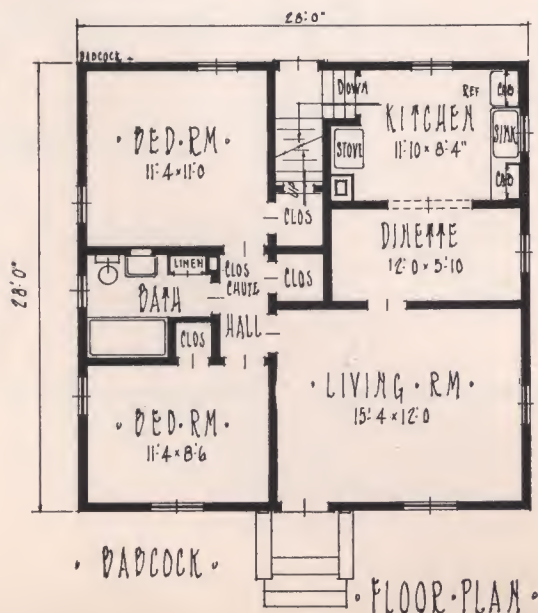 28'·0"
BABCOCK
DOWN
REF
CAB
KITCHEN
11'·10 × 8'·4"
SINK
STOVE
CAB
· BED·RM·
11'·4 × 11'·0
UP
CLOS
DINETTE
12'·0 × 5'·10
28'·0"
LINEN
CLOS
CHUTE
CLOS
BATH
HALL
CLOS
· LIVING · RM ·
15'·4 × 12'·0
· BED·RM·
11'·4 × 8'·6
· BABCOCK ·
· FLOOR·PLAN ·